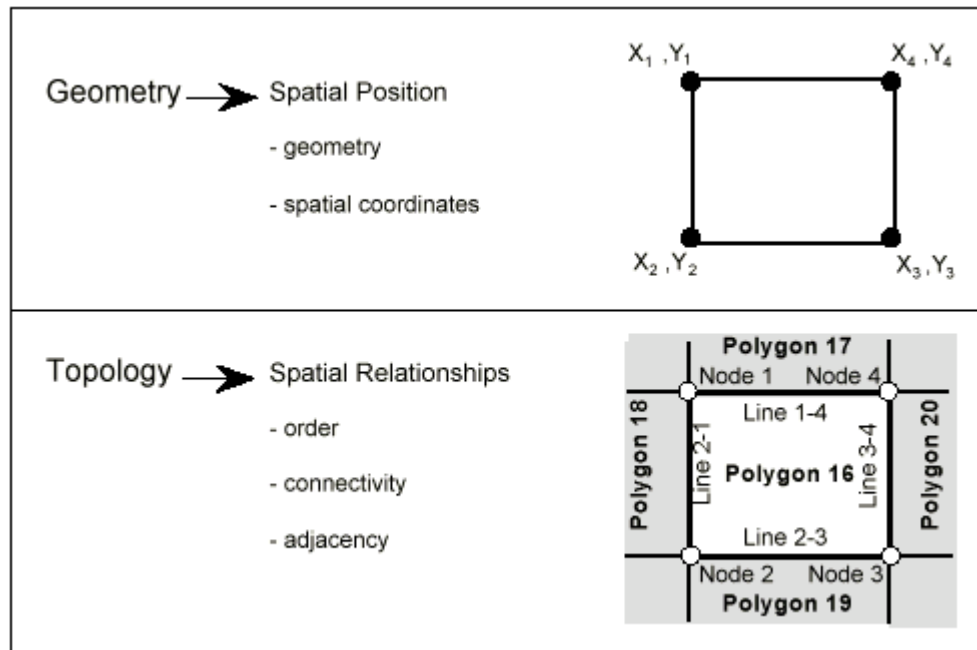 Geometry
Spatial Position
- geometry
- spatial coordinates
X₁ ,Y₁
X₄ ,Y₄
X₂ ,Y₂
X₃ ,Y₃
Topology
Spatial Relationships
- order
- connectivity
- adjacency
Polygon 17
Node 1
Node 4
Line 1-4
Polygon 18
Line 2-1
Polygon 16
Line 3-4
Polygon 20
Line 2-3
Node 2
Node 3
Polygon 19